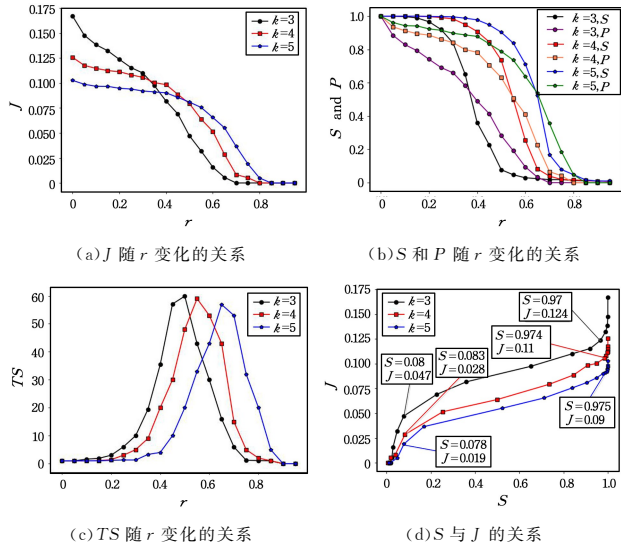 0.175
0.150
0.125
0.100
0.075
0.050
0.025
0
J
k=3
k=4
k=5
0 0.2 0.4 0.6 0.8
r
(a)J 随 r 变化的关系
1.0
0.8
0.6
0.4
0.2
0
S and P
k=3,S
k=3,P
k=4,S
k=4,P
k=5,S
k=5,P
0 0.2 0.4 0.6 0.8
r
(b)S 和 P 随 r 变化的关系
60
50
40
30
20
10
0
TS
k=3
k=4
k=5
0 0.2 0.4 0.6 0.8 1.0
r
(c)TS 随 r 变化的关系
0.175
0.150
0.125
0.100
0.075
0.050
0.025
0
J
k=3
k=4
k=5
S=0.97
J=0.124
S=0.974
J=0.11
S=0.08
J=0.047
S=0.083
J=0.028
S=0.975
J=0.09
S=0.078
J=0.019
0 0.2 0.4 0.6 0.8 1.0
S
(d)S 与 J 的关系